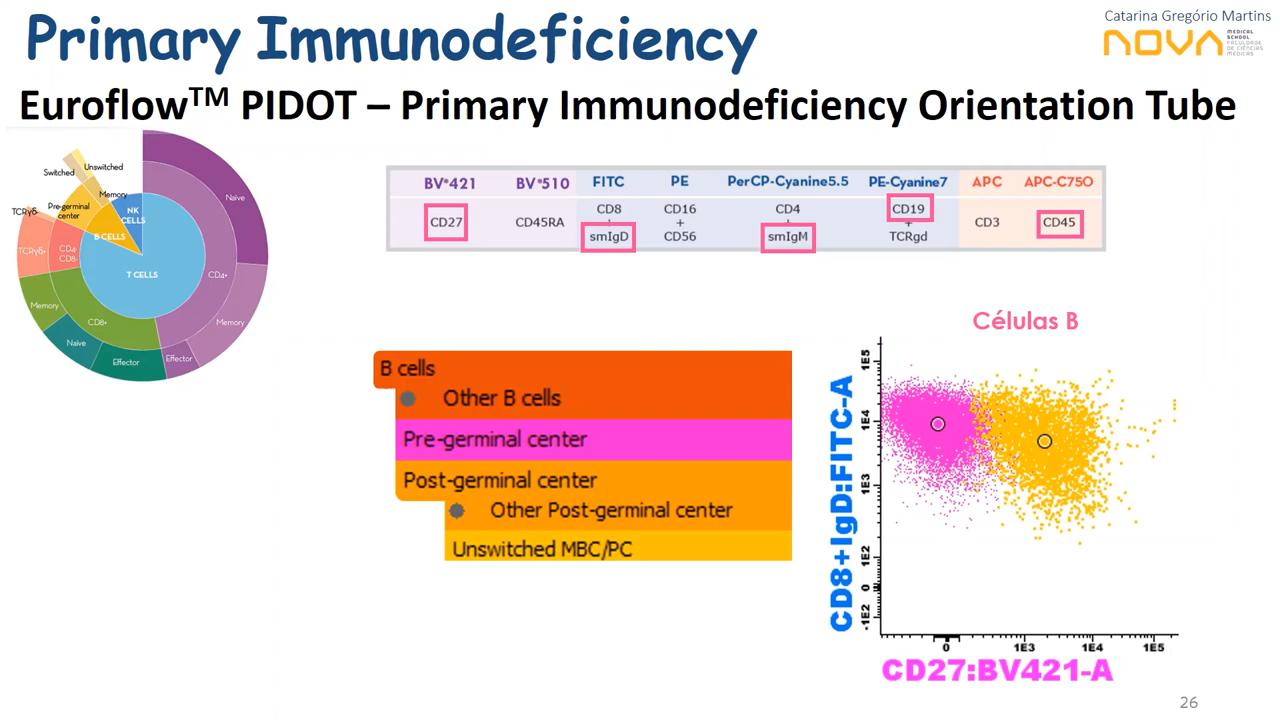 Primary Immunodeficiency
Catarina Gregório Martins
NOVA
MEDICAL
SCHOOL
FACULDADE
DE CIÊNCIAS
MÉDICAS
Euroflow™ PIDOT – Primary Immunodeficiency Orientation Tube
Unswitched
Switched
Memory
Pre-germinal
center
TCRγδ-
NK
CELLS
B CELLS
Naive
TCRγδ+
CD4-
CD8-
T CELLS
CD4+
Memory
CD8+
Memory
Naive
Effector
Effector
BV*421 BV*510 FITC PE PerCP-Cyanine5.5 PE-Cyanine7 APC APC-C750
CD27 CD45RA CD8 + smIgD CD16 + CD56 CD4 + smIgM CD19 + TCRgd CD3 CD45
Células B
B cells
Other B cells
Pre-germinal center
Post-germinal center
Other Post-germinal center
Unswitched MBC/PC
CD8+IgD:FITC-A
1E5
1E4
1E3
1E2
0
-1E2
0 1E3 1E4 1E5
CD27:BV421-A
26